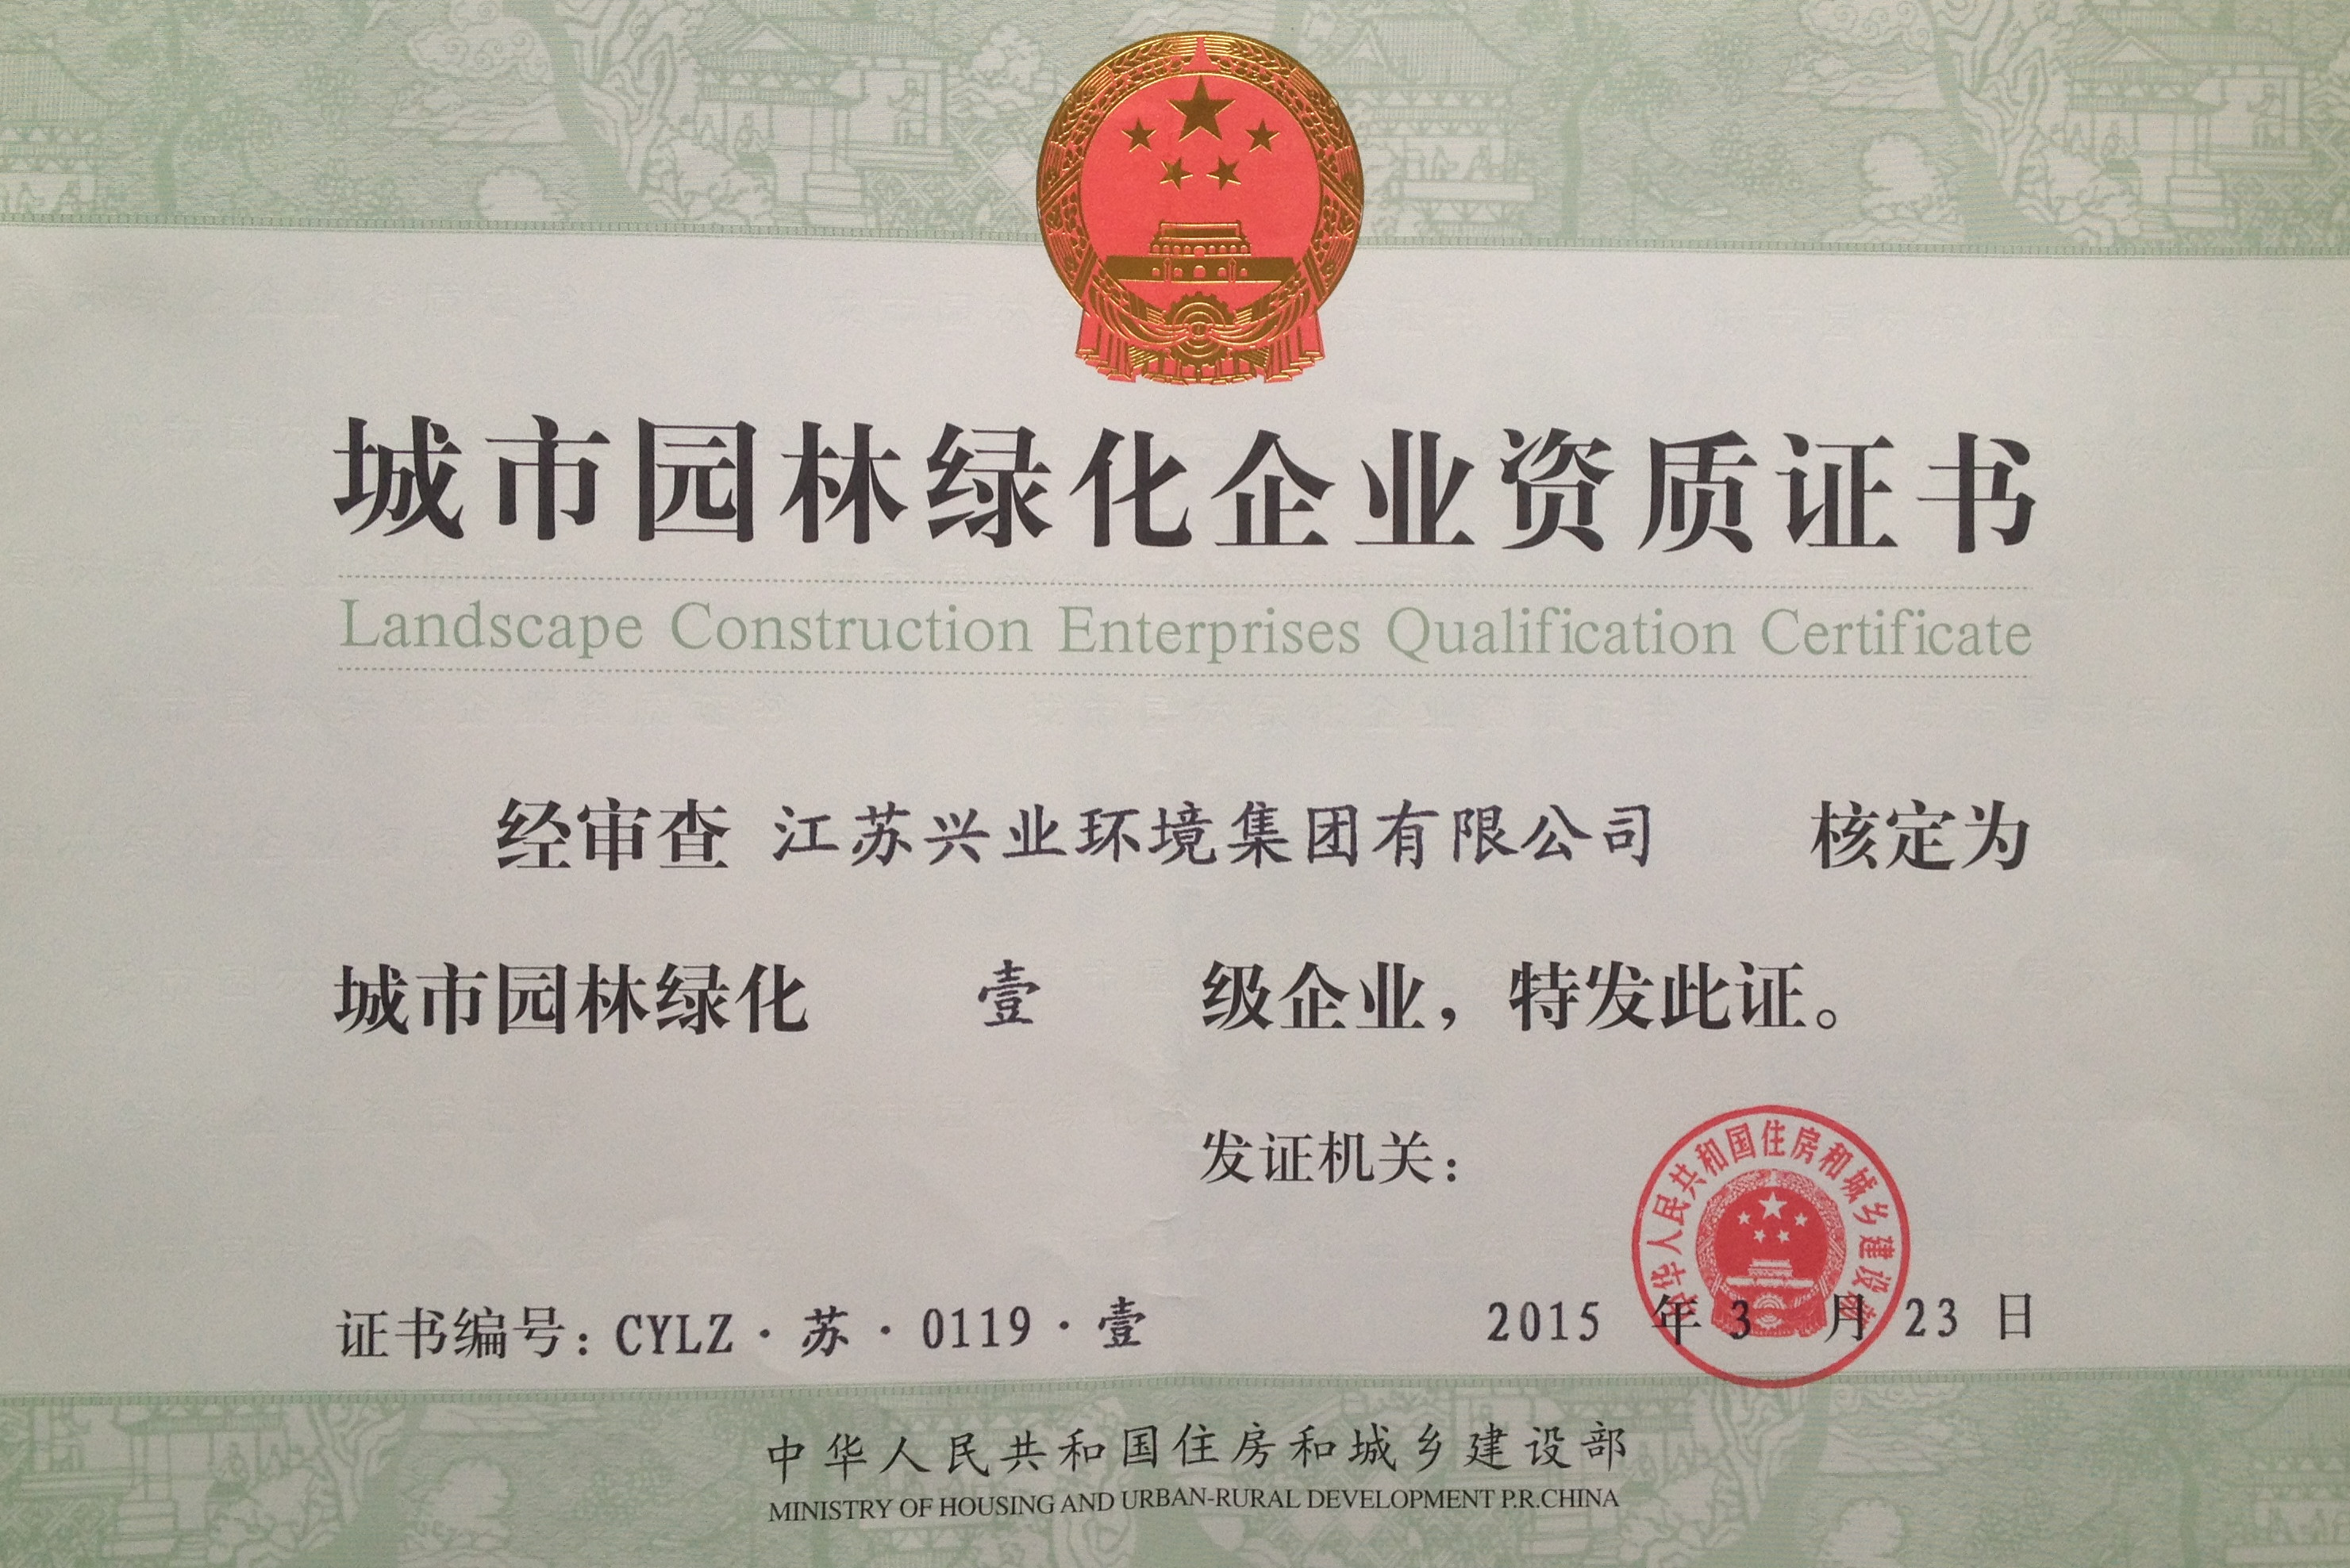 城市园林绿化企业资质证书
Landscape Construction Enterprises Qualification Certificate
经审查 江苏兴业环境集团有限公司 核定为
城市园林绿化 壹 级企业，特发此证。
发证机关：
中华人民共和国住房和城乡建设部
证书编号：CYLZ·苏·0119·壹
2015 年 3 月 23 日
中华人民共和国住房和城乡建设部
MINISTRY OF HOUSING AND URBAN-RURAL DEVELOPMENT P.R.CHINA